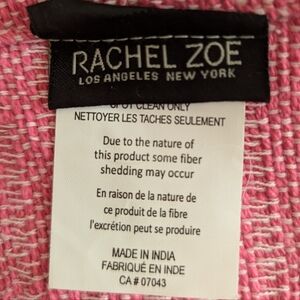 RACHEL ZOE
LOS ANGELES NEW YORK
SPOT CLEAN ONLY
NETTOYER LES TACHES SEULEMENT
Due to the nature of
this product some fiber
shedding may occur
En raison de la nature de
ce produit de la fibre
l'excrétion peut se produire
MADE IN INDIA
FABRIQUÉ EN INDE
CA# 07043